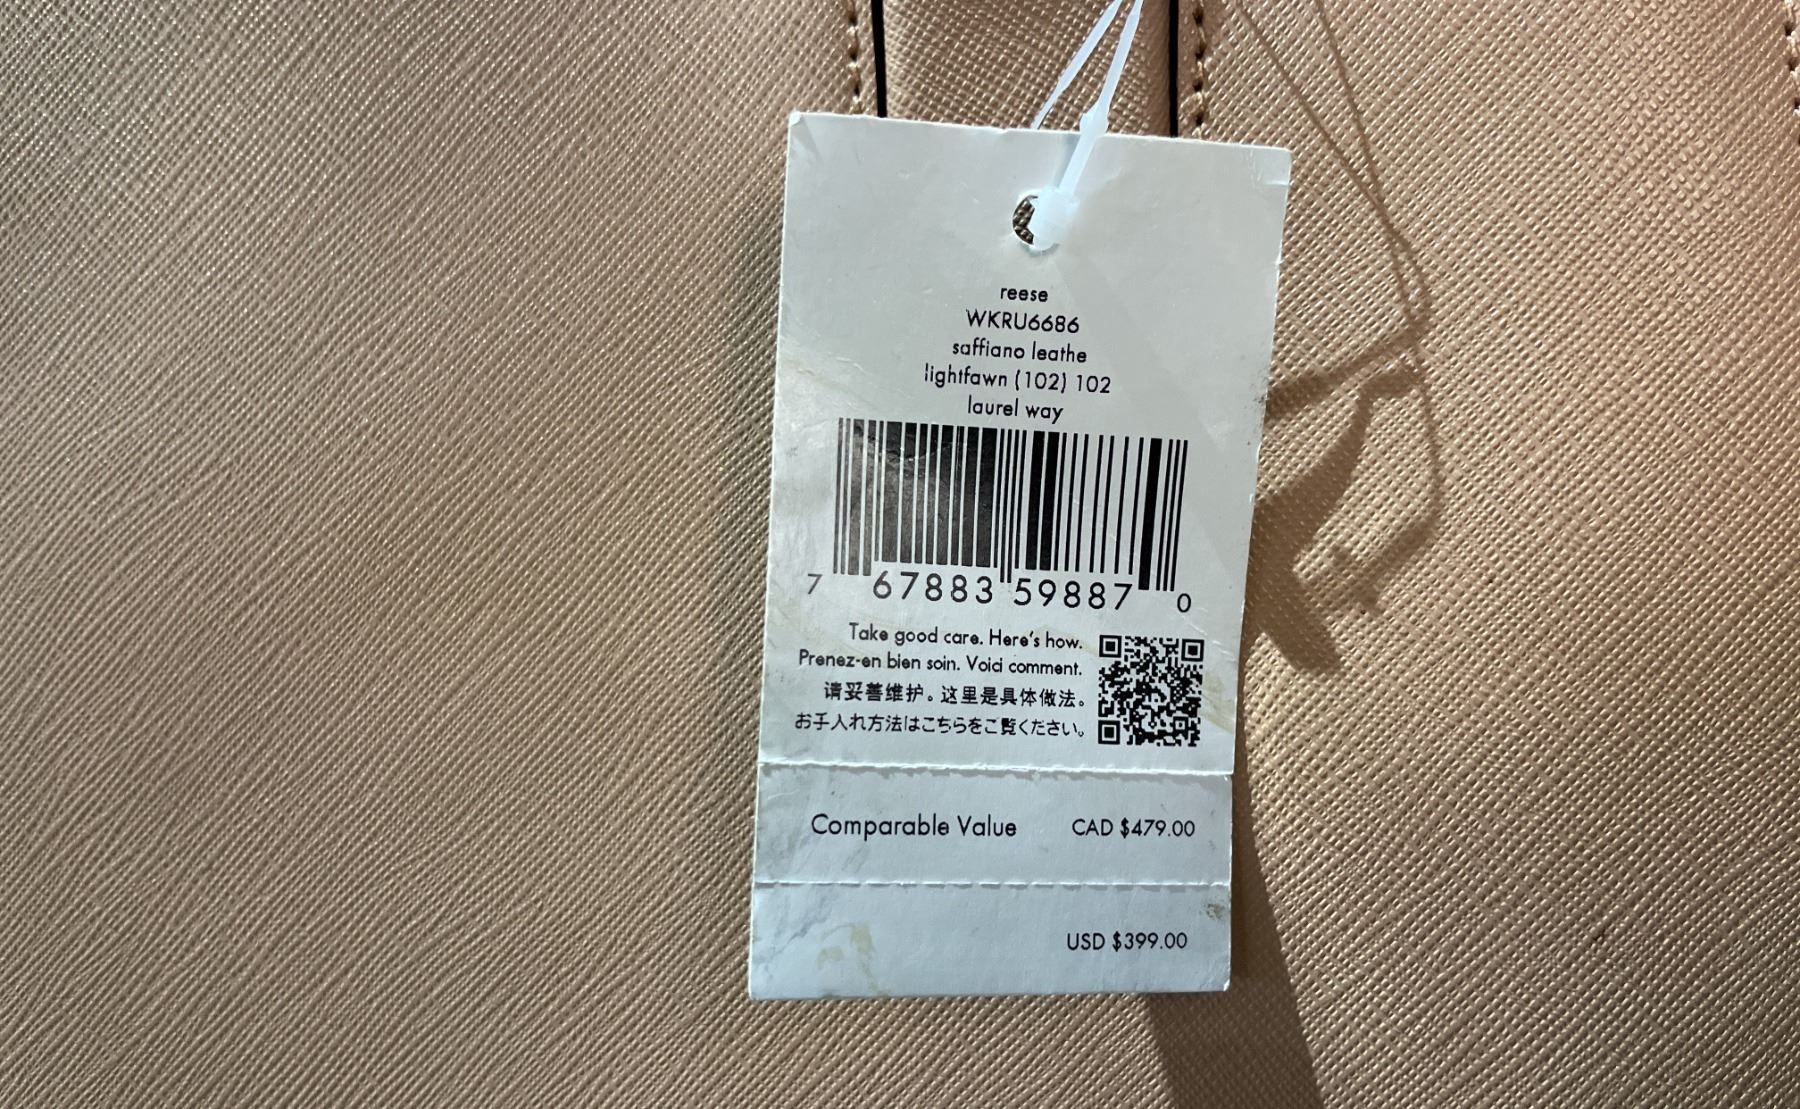 reese
WKRU6686
saffiano leathe
lightfawn (102) 102
laurel way
7 67883 59887 0
Take good care. Here's how.
Prenez-en bien soin. Voici comment.
请妥善维护。这里是具体做法。
お手入れ方法はこちらをご覧ください。
Comparable Value CAD $479.00
USD $399.00